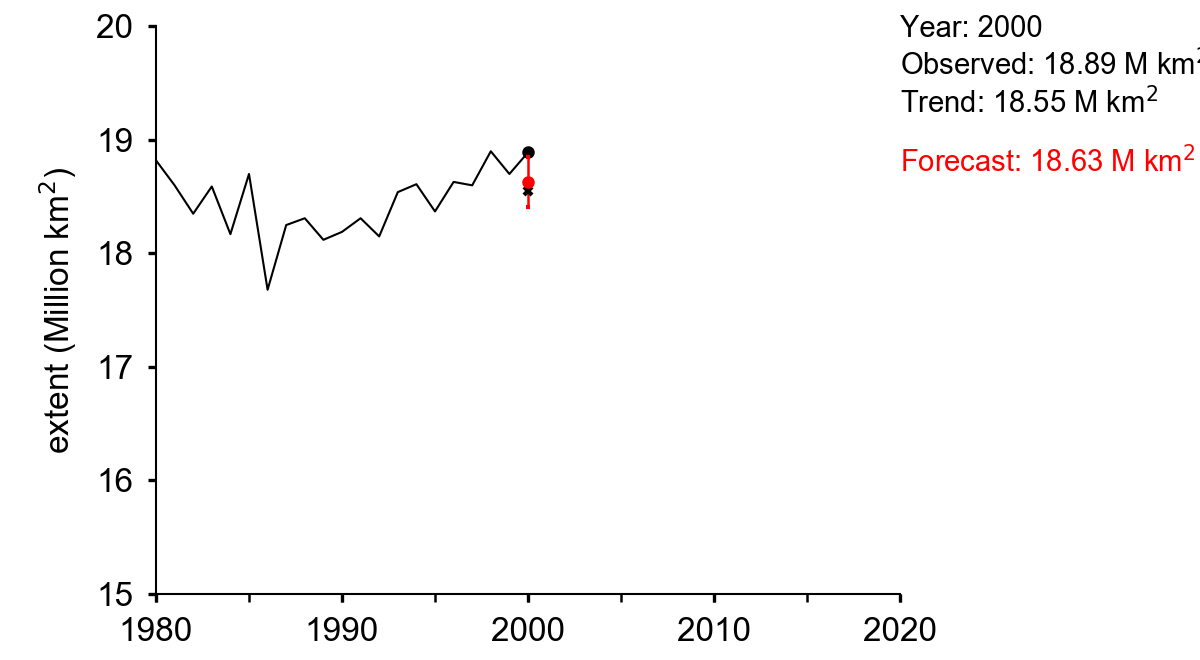 20
19
18
17
16
15
1980
1990
2000
2010
2020
extent (Million km²)
Year: 2000
Observed: 18.89 M km²
Trend: 18.55 M km²
Forecast: 18.63 M km²